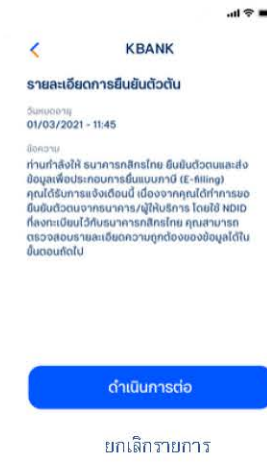 KBANK
รายละเอียดการยืนยันตัวตัน
วันหมดอายุ
01/03/2021 - 11:45
ข้อความ
ท่านกำลังให้ ธนาคารกสิกรไทย ยืนยันตัวตนและส่ง
ข้อมูลเพื่อประกอบการยื่นแบบภาษี (E-filling)
คุณได้รับการแจ้งเตือนนี้ เนื่องจากคุณได้ทำการขอ
ยืนยันตัวตนจากธนาคาร/ผู้ให้บริการ โดยใช้ NDID
ที่ลงทะเบียนไว้กับธนาคารกสิกรไทย คุณสามารถ
ตรวจสอบรายละเอียดความถูกต้องของข้อมูลได้ใน
ขั้นตอนถัดไป
ดำเนินการต่อ
ยกเลิกรายการ